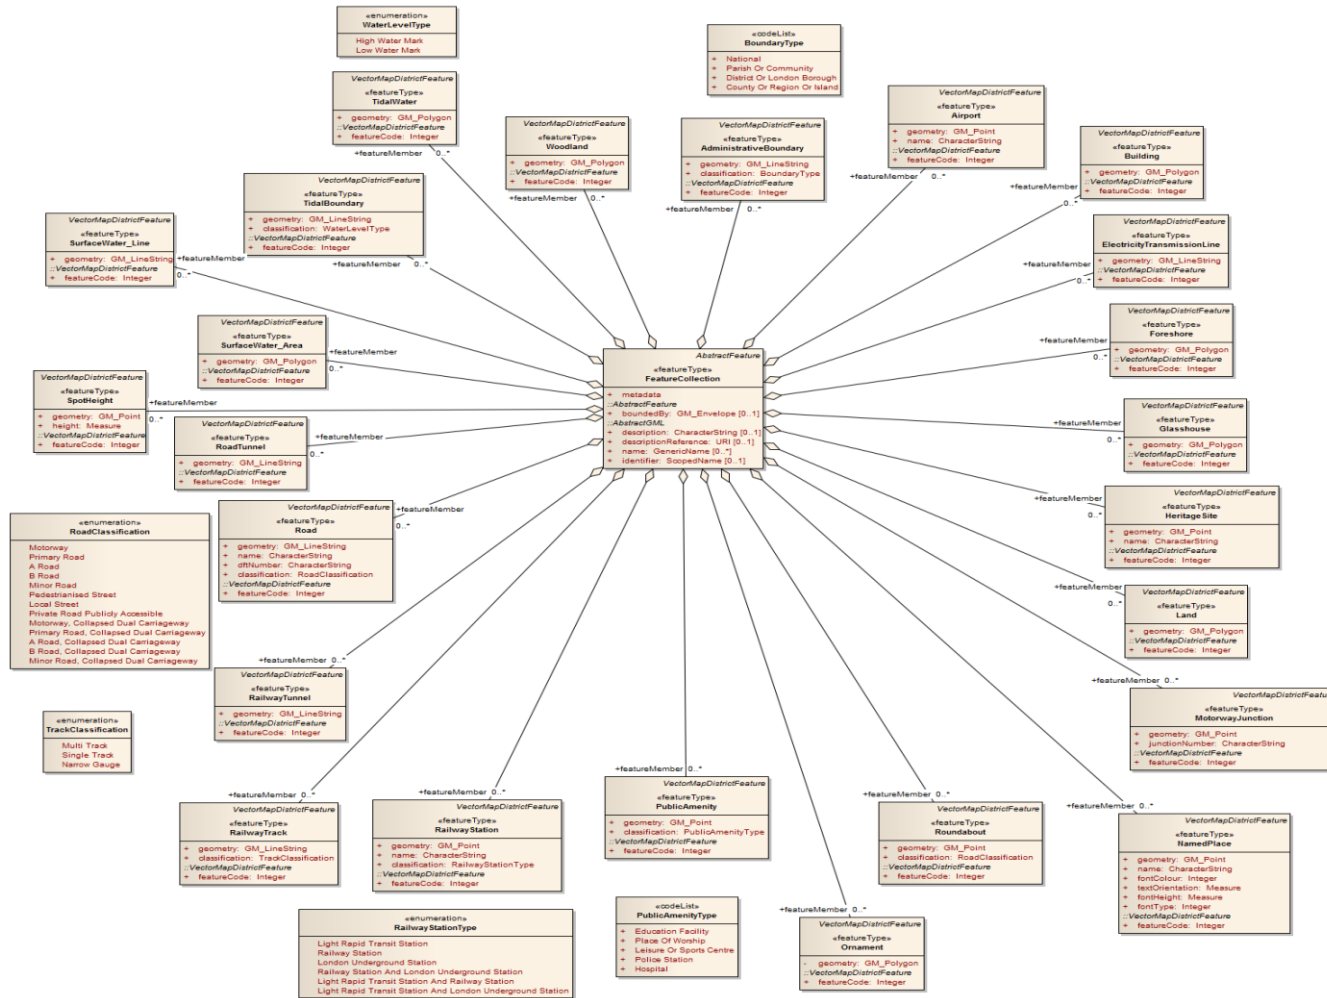 «enumeration»
WaterLevelType
High Water Mark
Low Water Mark
«codeList»
BoundaryType
+ National
+ Parish Or Community
+ District Or London Borough
+ County Or Region Or Island
VectorMapDistrictFeature
«featureType»
TidalWater
+ geometry: GM_Polygon
::VectorMapDistrictFeature
+ featureCode: Integer
+featureMember 0..*
VectorMapDistrictFeature
«featureType»
Woodland
+ geometry: GM_Polygon
::VectorMapDistrictFeature
+ featureCode: Integer
+featureMember 0..*
VectorMapDistrictFeature
«featureType»
AdministrativeBoundary
+ geometry: GM_LineString
+ classification: BoundaryType
::VectorMapDistrictFeature
+ featureCode: Integer
+featureMember 0..*
VectorMapDistrictFeature
«featureType»
Airport
+ geometry: GM_Point
+ name: CharacterString
::VectorMapDistrictFeature
+ featureCode: Integer
+featureMember 0..*
VectorMapDistrictFeature
«featureType»
Building
+ geometry: GM_Polygon
::VectorMapDistrictFeature
+ featureCode: Integer
+featureMember
0..*
VectorMapDistrictFeature
«featureType»
TidalBoundary
+ geometry: GM_LineString
+ classification: WaterLevelType
::VectorMapDistrictFeature
+ featureCode: Integer
+featureMember 0..*
VectorMapDistrictFeature
«featureType»
SurfaceWater_Line
+ geometry: GM_LineString
::VectorMapDistrictFeature
+ featureCode: Integer
+featureMember
0..*
VectorMapDistrictFeature
«featureType»
ElectricityTransmissionLine
+ geometry: GM_LineString
::VectorMapDistrictFeature
+ featureCode: Integer
+featureMember
0..*
VectorMapDistrictFeature
«featureType»
Foreshore
+ geometry: GM_Polygon
::VectorMapDistrictFeature
+ featureCode: Integer
+featureMember
0..*
VectorMapDistrictFeature
«featureType»
SurfaceWater_Area
+ geometry: GM_Polygon
::VectorMapDistrictFeature
+ featureCode: Integer
+featureMember
0..*
AbstractFeature
«featureType»
FeatureCollection
+ metadata
::AbstractFeature
+ boundedBy: GM_Envelope [0..1]
::AbstractGML
+ description: CharacterString [0..1]
+ descriptionReference: URI [0..1]
+ name: GenericName [0..*]
+ identifier: ScopedName [0..1]
VectorMapDistrictFeature
«featureType»
SpotHeight
+ geometry: GM_Point
+ height: Measure
::VectorMapDistrictFeature
+ featureCode: Integer
+featureMember
0..*
VectorMapDistrictFeature
«featureType»
RoadTunnel
+ geometry: GM_LineString
::VectorMapDistrictFeature
+ featureCode: Integer
+featureMember
0..*
VectorMapDistrictFeature
«featureType»
Glasshouse
+ geometry: GM_Polygon
::VectorMapDistrictFeature
+ featureCode: Integer
+featureMember
0..*
VectorMapDistrictFeature
«featureType»
HeritageSite
+ geometry: GM_Point
+ name: CharacterString
::VectorMapDistrictFeature
+ featureCode: Integer
+featureMember
0..*
VectorMapDistrictFeature
«featureType»
Road
+ geometry: GM_LineString
+ name: CharacterString
+ dftNumber: CharacterString
+ classification: RoadClassification
::VectorMapDistrictFeature
+ featureCode: Integer
+featureMember
0..*
«enumeration»
RoadClassification
Motorway
Primary Road
A Road
B Road
Minor Road
Pedestrianised Street
Local Street
Private Road Publicly Accessible
Motorway, Collapsed Dual Carriageway
Primary Road, Collapsed Dual Carriageway
A Road, Collapsed Dual Carriageway
B Road, Collapsed Dual Carriageway
Minor Road, Collapsed Dual Carriageway
VectorMapDistrictFeature
«featureType»
Land
+ geometry: GM_Polygon
::VectorMapDistrictFeature
+ featureCode: Integer
+featureMember
0..*
+featureMember 0..*
VectorMapDistrictFeature
«featureType»
RailwayTunnel
+ geometry: GM_LineString
::VectorMapDistrictFeature
+ featureCode: Integer
+featureMember 0..*
VectorMapDistrictFeature
«featureType»
MotorwayJunction
+ geometry: GM_Point
+ junctionNumber: CharacterString
::VectorMapDistrictFeature
+ featureCode: Integer
«enumeration»
TrackClassification
Multi Track
Single Track
Narrow Gauge
+featureMember 0..*
VectorMapDistrictFeature
«featureType»
RailwayTrack
+ geometry: GM_LineString
+ classification: TrackClassification
::VectorMapDistrictFeature
+ featureCode: Integer
+featureMember 0..*
VectorMapDistrictFeature
«featureType»
RailwayStation
+ geometry: GM_Point
+ name: CharacterString
+ classification: RailwayStationType
::VectorMapDistrictFeature
+ featureCode: Integer
+featureMember 0..*
VectorMapDistrictFeature
«featureType»
PublicAmenity
+ geometry: GM_Point
+ classification: PublicAmenityType
::VectorMapDistrictFeature
+ featureCode: Integer
+featureMember 0..*
VectorMapDistrictFeature
«featureType»
Roundabout
+ geometry: GM_Point
+ classification: RoadClassification
::VectorMapDistrictFeature
+ featureCode: Integer
+featureMember 0..*
VectorMapDistrictFeature
«featureType»
NamedPlace
+ geometry: GM_Point
+ name: CharacterString
+ fontColour: Integer
+ textOrientation: Measure
+ fontHeight: Measure
+ fontType: Integer
::VectorMapDistrictFeature
+ featureCode: Integer
«enumeration»
RailwayStationType
Light Rapid Transit Station
Railway Station
London Underground Station
Railway Station And London Underground Station
Light Rapid Transit Station And Railway Station
Light Rapid Transit Station And London Underground Station
«codeList»
PublicAmenityType
+ Education Facility
+ Place Of Worship
+ Leisure Or Sports Centre
+ Police Station
+ Hospital
+featureMember 0..*
VectorMapDistrictFeature
«featureType»
Ornament
- geometry: GM_Polygon
::VectorMapDistrictFeature
+ featureCode: Integer